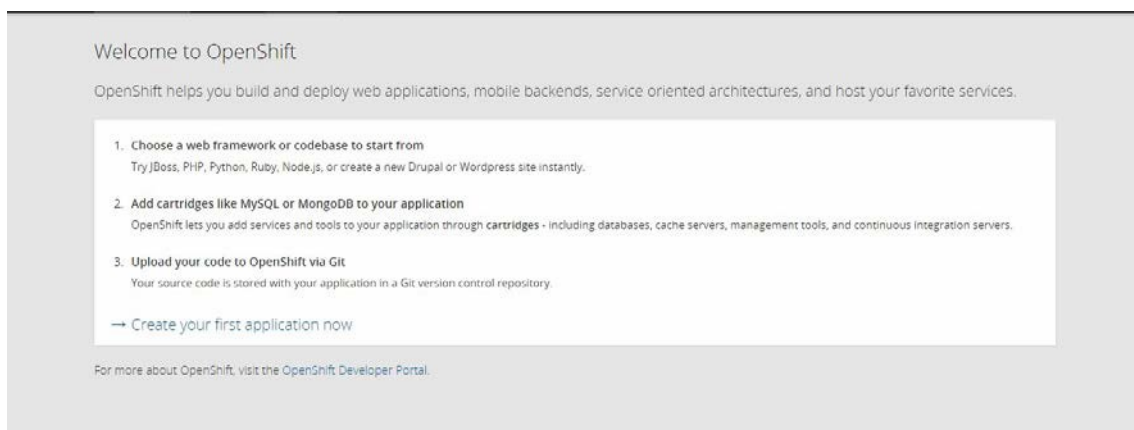 Welcome to OpenShift
OpenShift helps you build and deploy web applications, mobile backends, service oriented architectures, and host your favorite services.
1. Choose a web framework or codebase to start from
Try JBoss, PHP, Python, Ruby, Node.js, or create a new Drupal or Wordpress site instantly.
2. Add cartridges like MySQL or MongoDB to your application
OpenShift lets you add services and tools to your application through cartridges - including databases, cache servers, management tools, and continuous integration servers.
3. Upload your code to OpenShift via Git
Your source code is stored with your application in a Git version control repository.
→ Create your first application now
For more about OpenShift, visit the OpenShift Developer Portal.